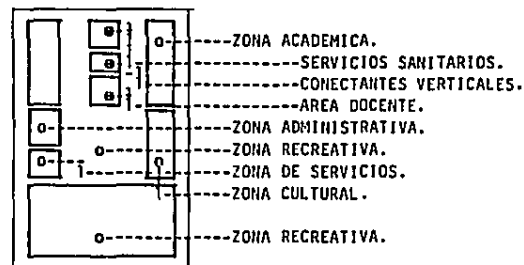 ZONA ACADEMICA.
SERVICIOS SANITARIOS.
CONECTANTES VERTICALES.
AREA DOCENTE.
ZONA ADMINISTRATIVA.
ZONA RECREATIVA.
ZONA DE SERVICIOS.
ZONA CULTURAL.
ZONA RECREATIVA.